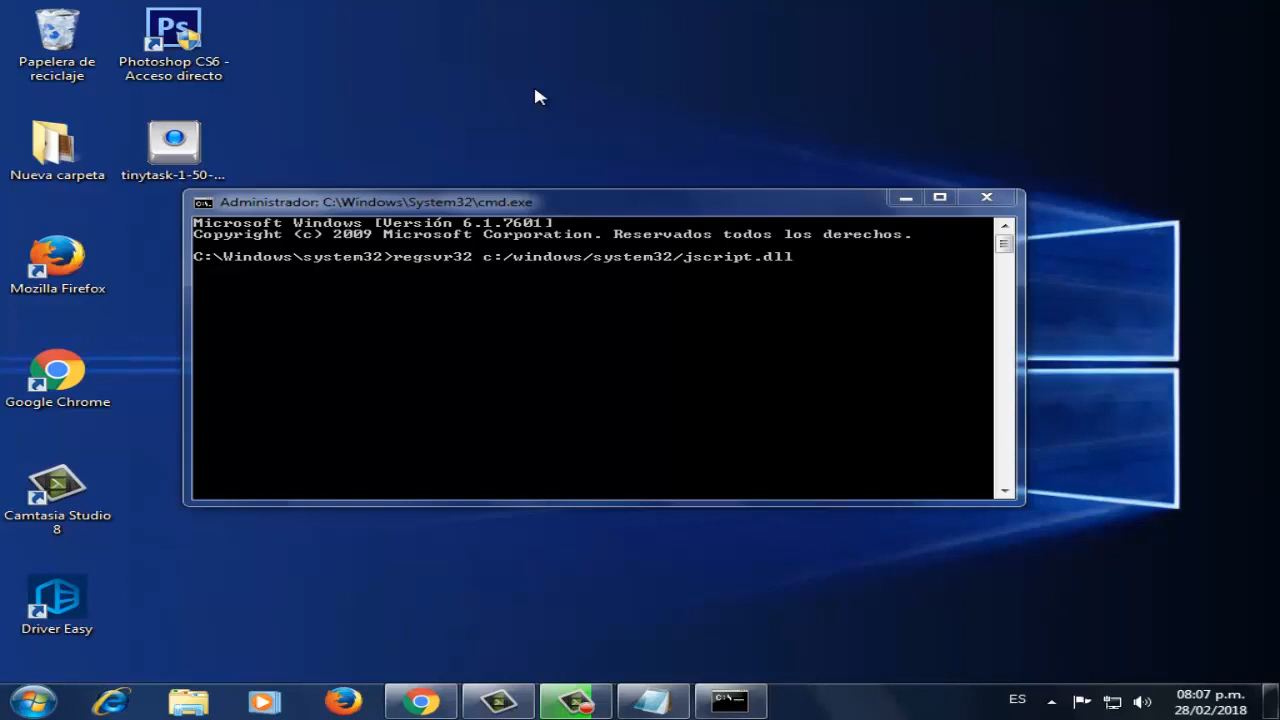 Papelera de
reciclaje
Ps
Photoshop CS6 -
Acceso directo
Nueva carpeta
tinytask-1-50-...
Mozilla Firefox
Google Chrome
Camtasia Studio
8
Driver Easy
Administrador: C:\Windows\System32\cmd.exe
Microsoft Windows [Versión 6.1.7601]
Copyright (c) 2009 Microsoft Corporation. Reservados todos los derechos.
C:\Windows\system32>regsvr32 c:/windows/system32/jscript.dll
ES
08:07 p.m.
28/02/2018